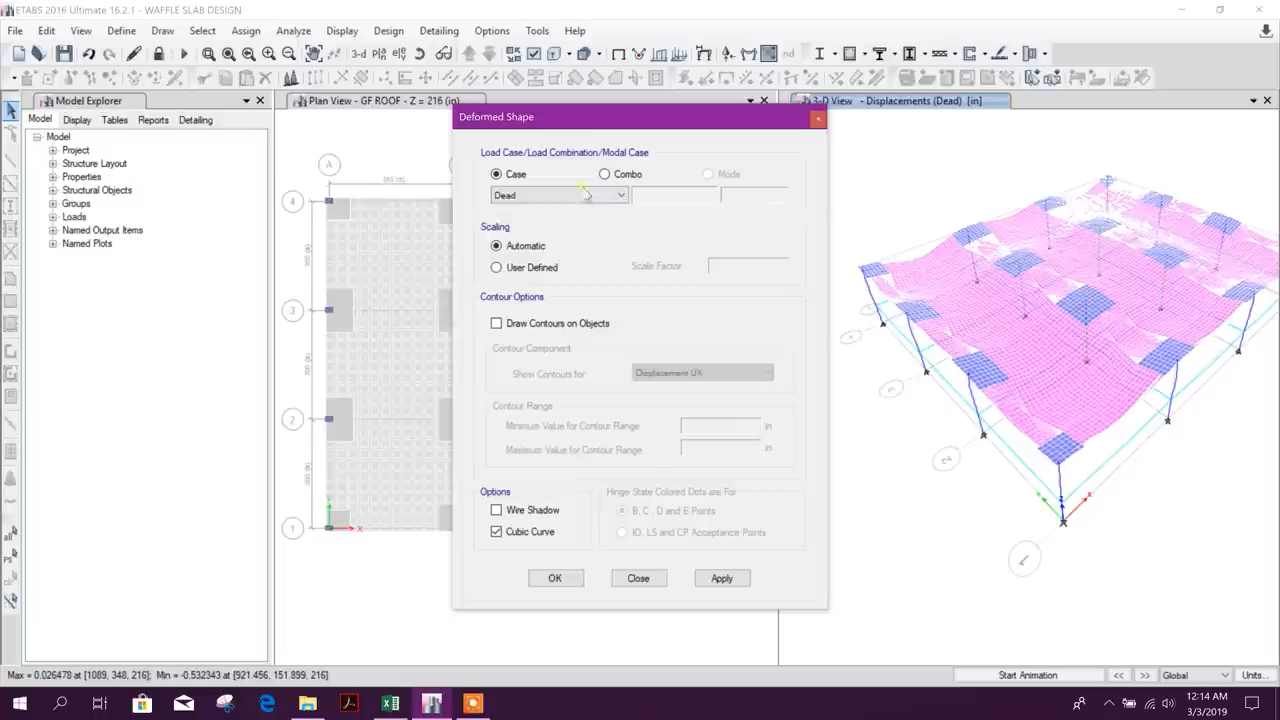 ETABS 2016 Ultimate 16.2.1 - WAFFLE SLAB DESIGN
File Edit View Define Draw Select Assign Analyze Display Design Detailing Options Tools Help
3-d
nd
Model Explorer
Plan View - GF ROOF - Z = 216 (in)
3-D View - Displacements (Dead) [in]
Model Display Tables Reports Detailing
Model
Project
Structure Layout
Properties
Structural Objects
Groups
Loads
Named Output Items
Named Plots
A
4
3
2
1
X
Deformed Shape
Load Case/Load Combination/Modal Case
Case Combo Mode
Dead
Scaling
Automatic
User Defined Scale Factor
Contour Options
Draw Contours on Objects
Contour Component
Show Contours for Displacement UX
Contour Range
Minimum Value for Contour Range in
Maximum Value for Contour Range in
Options
Wire Shadow
Cubic Curve
Hinge State Colored Dots are For
B, C, D and E Points
IO, LS and CP Acceptance Points
OK Close Apply
Z
X
PS
Max = 0.026478 at [1089, 348, 216]; Min = -0.532343 at [921.456, 151.899, 216]
Start Animation << >> Global Units...
12:14 AM
3/3/2019